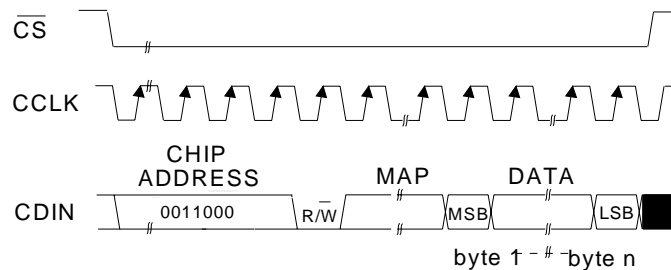 CS
CCLK
CHIP
ADDRESS
MAP
DATA
CDIN
0011000
R/W
MSB
LSB
byte 1
byte n